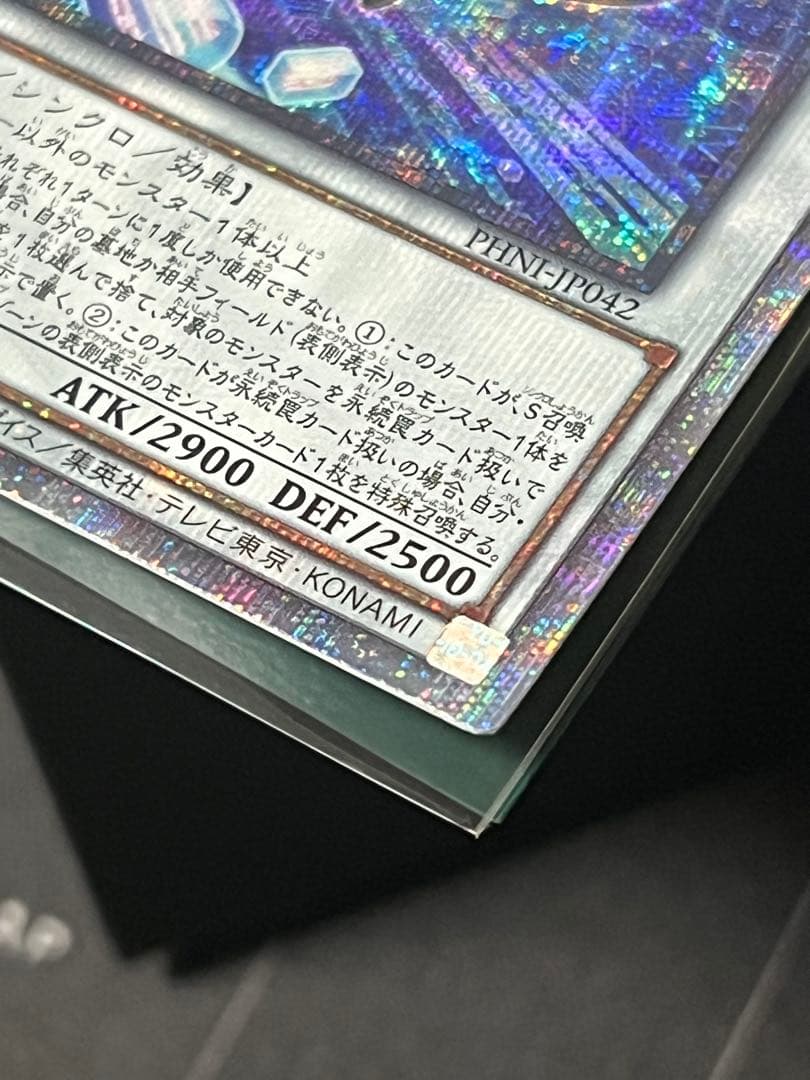 PHNI-JP042
／シンクロ／効果】
ー以外のモンスター1体以上
れぞれ1ターンに1度しか使用できない。①：このカードが、S召喚
合、自分の墓地か相手フィールド(表側表示)のモンスター1体を
を1枚選んで捨て、対象のモンスターを永続罠カード扱いで
示で置く。②：このカードが永続罠カード扱いの場合、自分・
ゾーンの表側表示のモンスターカード1枚を特殊召喚する。
ATK/2900 DEF/2500
イス／集英社・テレビ東京・KONAMI